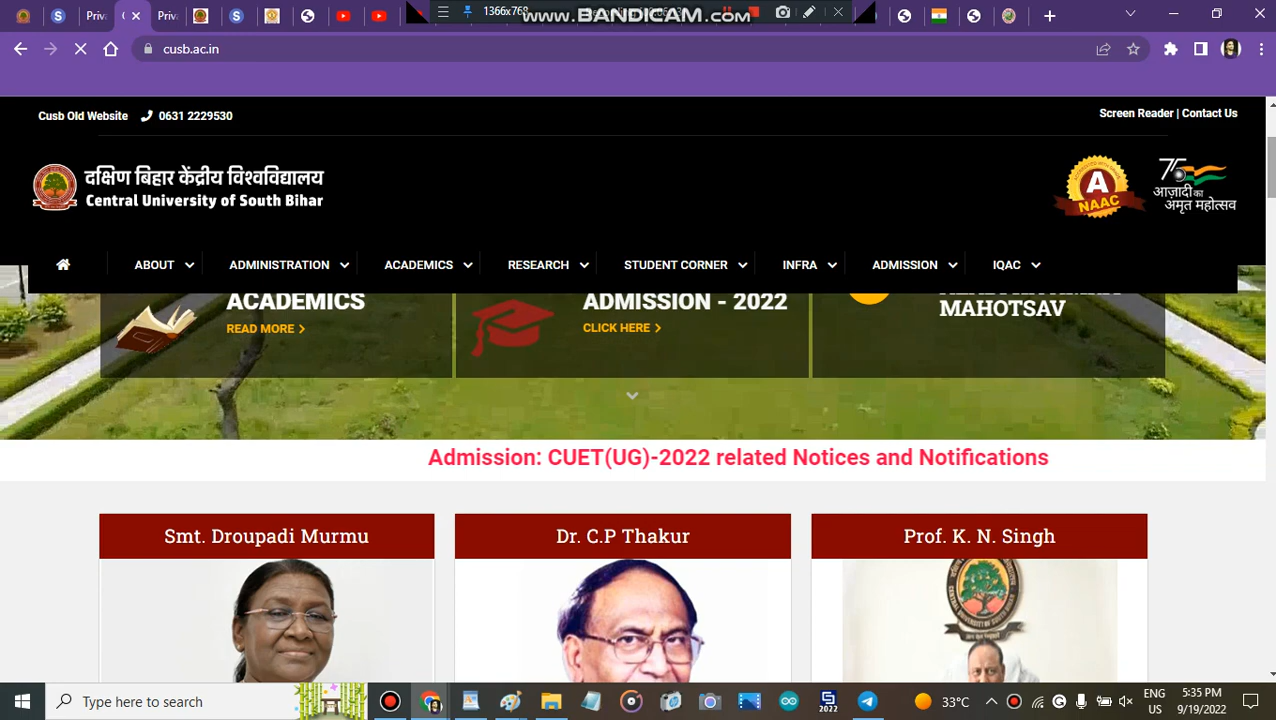 Priva
Priva
1366x768
www.BANDICAM.com
cusb.ac.in
Cusb Old Website 0631 2229530
Screen Reader | Contact Us
दक्षिण बिहार केंद्रीय विश्वविद्यालय
Central University of South Bihar
A
NAAC
75
आज़ादी का
अमृत महोत्सव
ABOUT ADMINISTRATION ACADEMICS RESEARCH STUDENT CORNER INFRA ADMISSION IQAC
ACADEMICS
READ MORE
ADMISSION - 2022
CLICK HERE
MAHOTSAV
Admission: CUET(UG)-2022 related Notices and Notifications
Smt. Droupadi Murmu
Dr. C.P Thakur
Prof. K. N. Singh
Type here to search
2022
33°C
ENG
US
5:35 PM
9/19/2022